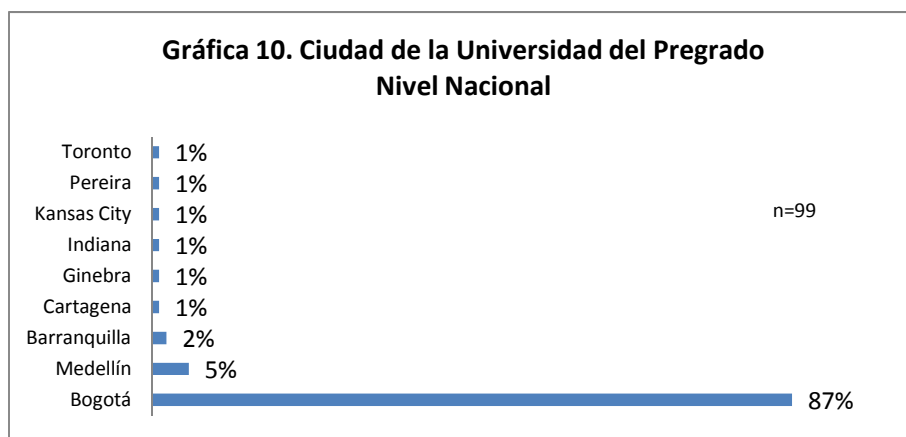 Gráfica 10. Ciudad de la Universidad del Pregrado
Nivel Nacional
Toronto 1%
Pereira 1%
Kansas City 1%
n=99
Indiana 1%
Ginebra 1%
Cartagena 1%
Barranquilla 2%
Medellín 5%
Bogotá 87%